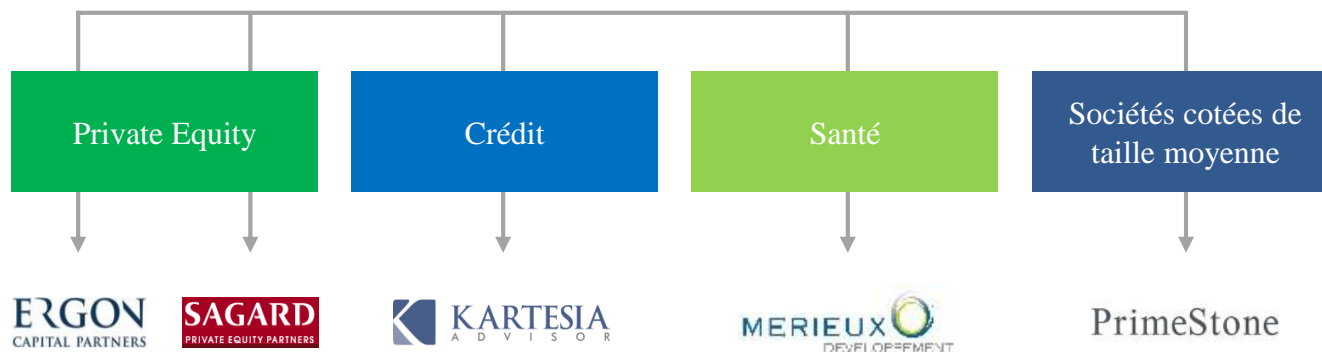 Private Equity
Crédit
Santé
Sociétés cotées de
taille moyenne
ERGON
CAPITAL PARTNERS
SAGARD
PRIVATE EQUITY PARTNERS
KARTESIA
ADVISOR
MERIEUX
DEVELOPPEMENT
PrimeStone